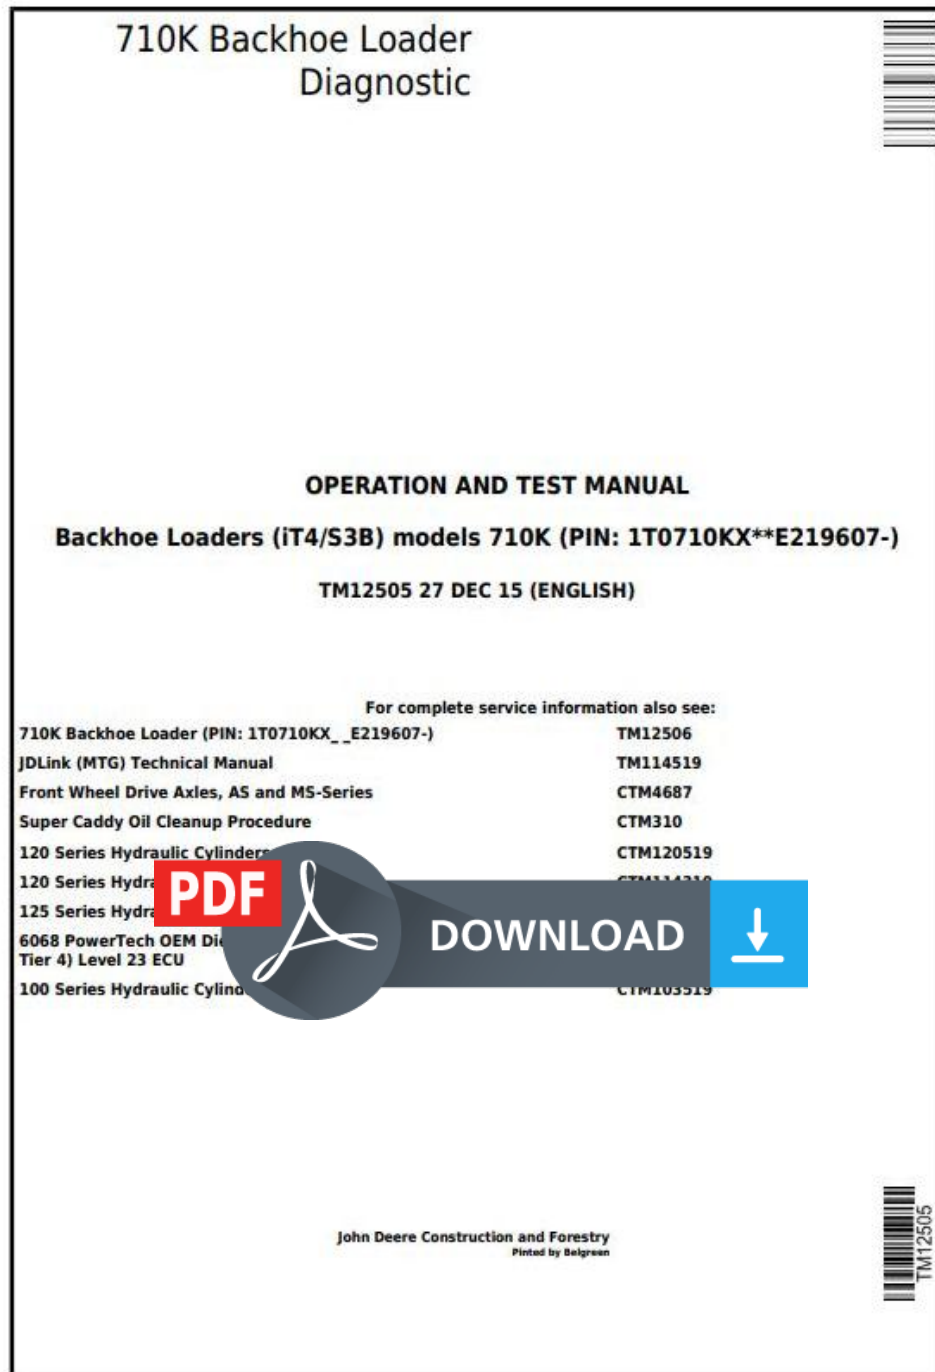 710K Backhoe Loader
Diagnostic
OPERATION AND TEST MANUAL
Backhoe Loaders (iT4/S3B) models 710K (PIN: 1T0710KX**E219607-)
TM12505 27 DEC 15 (ENGLISH)
For complete service information also see:
710K Backhoe Loader (PIN: 1T0710KX_ _E219607-) TM12506
JDLink (MTG) Technical Manual TM114519
Front Wheel Drive Axles, AS and MS-Series CTM4687
Super Caddy Oil Cleanup Procedure CTM310
120 Series Hydraulic Cylinders CTM120519
120 Series
125 Series
6068 PowerTech OEM
Tier 4) Level 23 ECU
100 Series Hydraulic CTM103519
PDF DOWNLOAD
John Deere Construction and Forestry
Pinted by Belgreen
TM12505